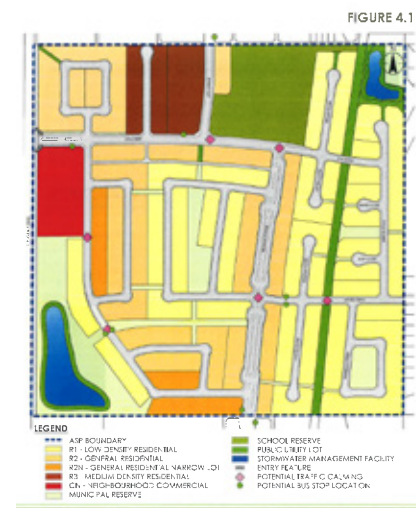 FIGURE 4.1
LEGEND
ASP BOUNDARY
R1 - LOW DENSITY RESIDENTIAL
R2 - GENERAL RESIDENTIAL
R2N - GENERAL RESIDENTIAL NARROW LOT
R3 - MEDIUM DENSITY RESIDENTIAL
CN - NEIGHBOURHOOD COMMERCIAL
MUNICIPAL RESERVE
SCHOOL RESERVE
PUBLIC UTILITY LOT
STORMWATER MANAGEMENT FACILITY
ENTRY FEATURE
POTENTIAL TRAFFIC CALMING
POTENTIAL BUS STOP LOCATION